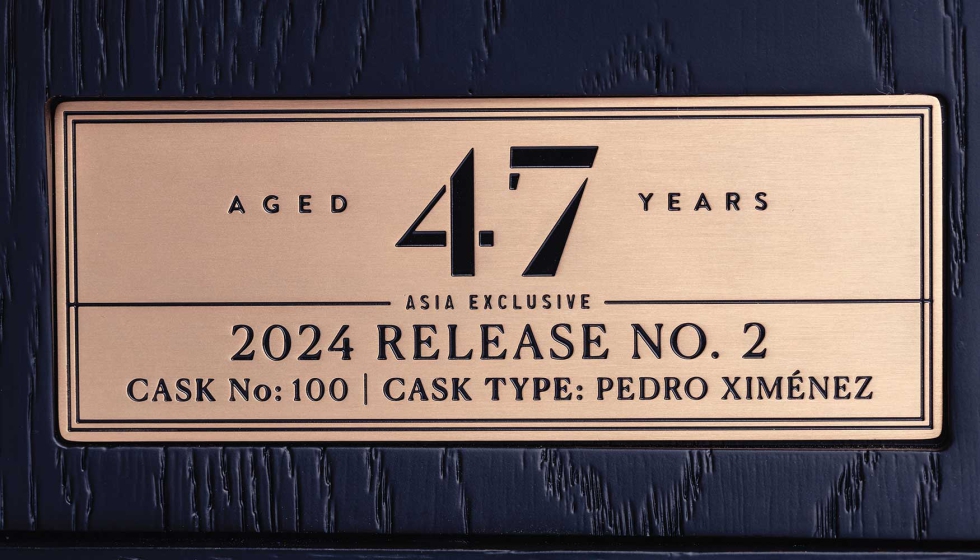 AGED 47 YEARS
ASIA EXCLUSIVE
2024 RELEASE NO. 2
CASK No: 100 | CASK TYPE: PEDRO XIMÉNEZ